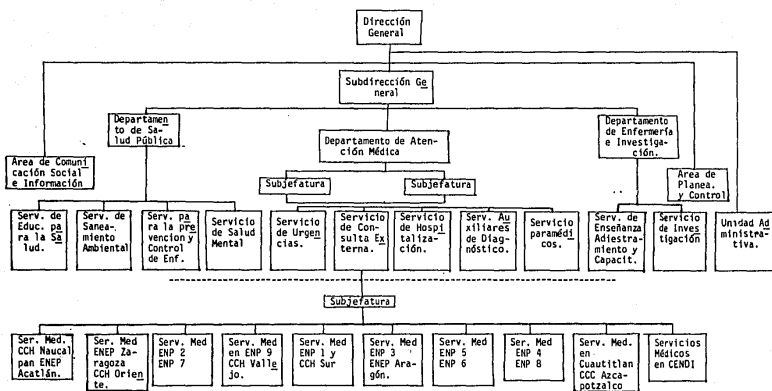 Dirección
General
Subdirección Ge
neral
Departamen
to de Sa-
lud Pública
Departamento de Aten-
ción Médica
Departamento
de Enfermería
e Investiga-
ción.
Area de Comuni
cación Social
e Información
Subjefatura
Subjefatura
Area de
Planea.
y Control
Serv. de
Educ. pa
ra la Sa
lud.
Serv. de
Sanea-
miento
Ambiental
Serv. pa
ra la pre
vencion y
Control
de Enf.
Servicio
de Salud
Mental
Servicio
de Urgen
cias.
Servicio
de Con-
sulta Ex
terna.
Servicio
de Hospi
taliza-
ción.
Serv. Au
xiliares
de Diag-
nóstico.
Servicio
paramédi
cos.
Serv. de
Enseñanza
Adiestra-
miento y
Capacit.
Servicio
de Inves
tigación
Unidad Ad
ministra-
tiva.
Subjefatura
Ser. Med.
CCH Naucal
pan ENEP
Acatlán.
Ser. Med
ENEP Za-
ragoza
CCH Orien
te.
Serv. Med
ENP 2
ENP 7
Serv. Med
en ENP 9
CCH Valle
jo.
Serv. Med
ENP 1 y
CCH Sur
Serv. Med
ENP 3
ENEP Ara-
gón.
Serv. Med
ENP 5
ENP 6
Ser. Med
ENP 4
ENP 8
Serv. Med.
en
Cuautitlan
CCC Azca-
potzalco
Servicios
Médicos
en CENDI